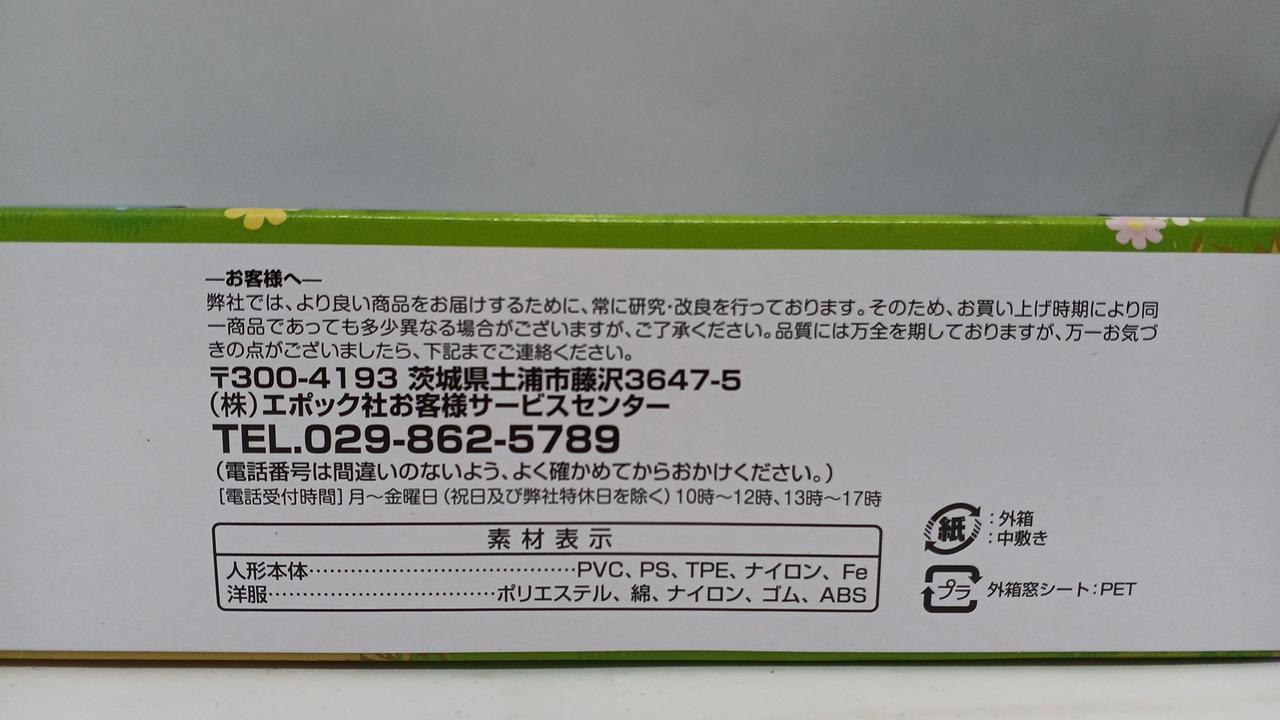 ―お客様へ―
弊社では、より良い商品をお届けするために、常に研究・改良を行っております。そのため、お買い上げ時期により同
一商品であっても多少異なる場合がございますが、ご了承ください。品質には万全を期しておりますが、万一お気づ
きの点がございましたら、下記までご連絡ください。
〒300-4193 茨城県土浦市藤沢3647-5
（株）エポック社お客様サービスセンター
TEL.029-862-5789
（電話番号は間違いのないよう、よく確かめてからおかけください。）
［電話受付時間］月〜金曜日（祝日及び弊社特休日を除く）10時〜12時、13時〜17時
素材表示
人形本体…………………………………PVC、PS、TPE、ナイロン、Fe
洋服……………………………ポリエステル、綿、ナイロン、ゴム、ABS
紙：外箱
：中敷き
プラ 外箱窓シート：PET